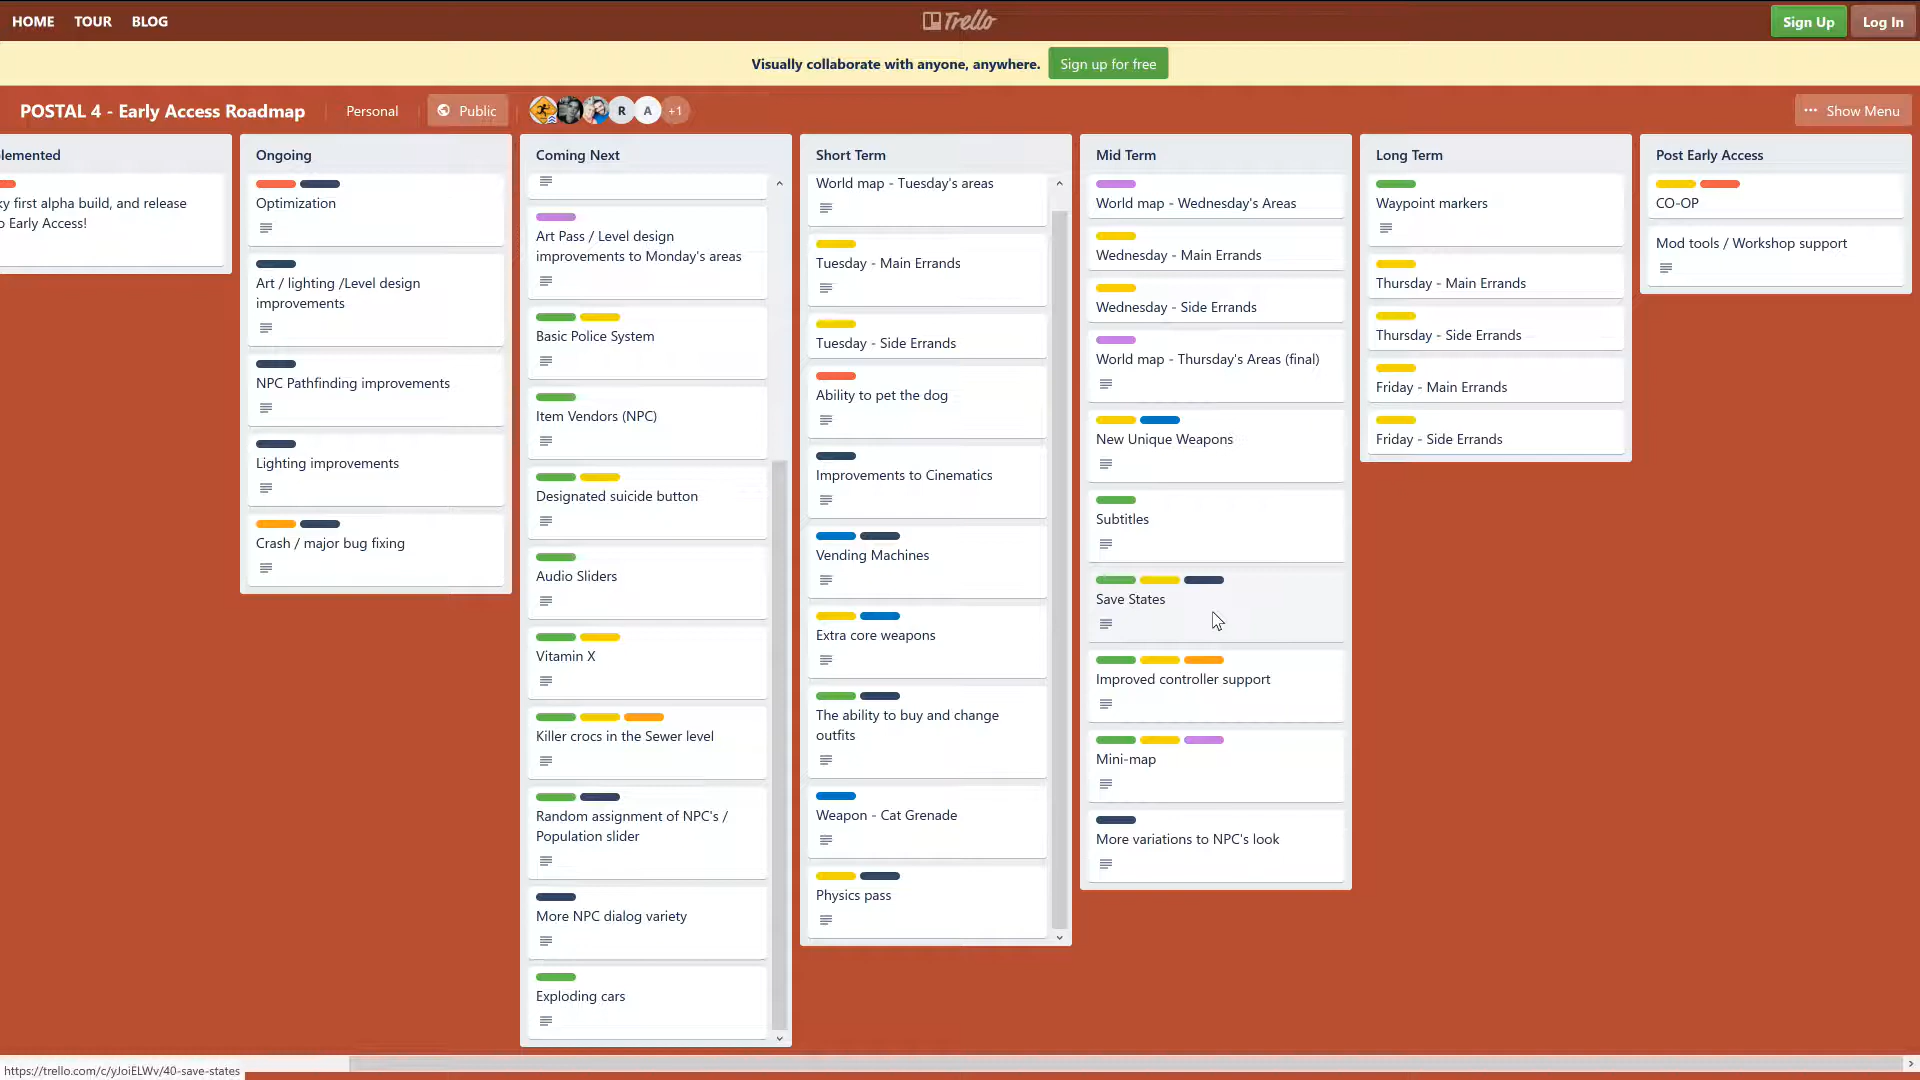 HOME TOUR BLOG
Trello
Sign Up Log In
Visually collaborate with anyone, anywhere. Sign up for free
POSTAL 4 - Early Access Roadmap
Personal
Public
R
A
+1
Show Menu
lemented
ky first alpha build, and release
o Early Access!
Ongoing
Optimization
Art / lighting /Level design
improvements
NPC Pathfinding improvements
Lighting improvements
Crash / major bug fixing
Coming Next
Art Pass / Level design
improvements to Monday's areas
Basic Police System
Item Vendors (NPC)
Designated suicide button
Audio Sliders
Vitamin X
Killer crocs in the Sewer level
Random assignment of NPC's /
Population slider
More NPC dialog variety
Exploding cars
Short Term
World map - Tuesday's areas
Tuesday - Main Errands
Tuesday - Side Errands
Ability to pet the dog
Improvements to Cinematics
Vending Machines
Extra core weapons
The ability to buy and change
outfits
Weapon - Cat Grenade
Physics pass
Mid Term
World map - Wednesday's Areas
Wednesday - Main Errands
Wednesday - Side Errands
World map - Thursday's Areas (final)
New Unique Weapons
Subtitles
Save States
Improved controller support
Mini-map
More variations to NPC's look
Long Term
Waypoint markers
Thursday - Main Errands
Thursday - Side Errands
Friday - Main Errands
Friday - Side Errands
Post Early Access
CO-OP
Mod tools / Workshop support
https://trello.com/c/yJoiELWv/40-save-states